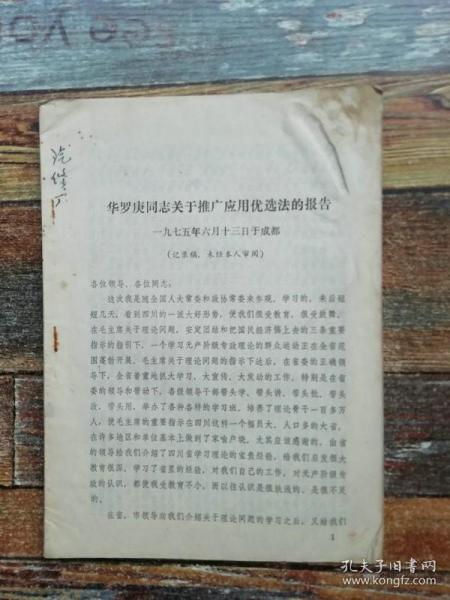 华罗庚同志关于推广应用优选法的报告
一九七五年六月十三日于成都
(记录稿，未经本人审阅)
各位领导、各位同志：
这次我是随全国人大常委和政协常委来参观、学习的。来后短
短几天，看到四川的一派大好形势，使我们很受教育、很受鼓舞。
在毛主席关于理论问题、安定团结和把国民经济搞上去的三条重要
指示的指引下，一个学习无产阶级专政理论的群众运动正在全省范
围蓬勃开展。毛主席关于理论问题的指示下达后，在省委的正确领
导下，全省普遍地抓大学习、大宣传、大发动的工作，特别是在省
委的领导和带动下，各级领导干部带头学、带头讲、带头批、带头
改、带头用，举办了各种各样的学习班，培养了理论骨干一百多万
人，使毛主席的重要指示在四川这样一个幅员大、人口多的大省，
在许多地区和单位基本上做到了家喻户晓。尤其应该感谢的，由省
的领导给我们介绍了四川省学习理论的宝贵经验，给我们启发很大
教育很深。学习了省里的经验，对我们自己的工作，对无产阶级专
政的认识，都使我受教育不小，而以往认识是很肤浅的、是很不足
的。
在省、市领导向我们介绍关于理论问题的学习之后，又给我们
1
孔夫子旧书网
www.kongfz.com